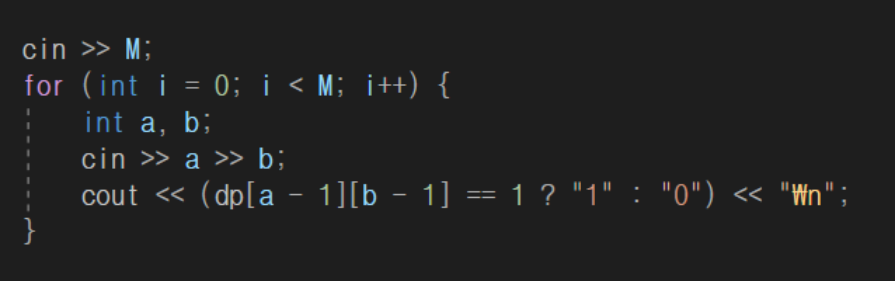 cin >> M;
for (int i = 0; i < M; i++) {
int a, b;
cin >> a >> b;
cout << (dp[a - 1][b - 1] == 1 ? "1" : "0") << "₩n";
}